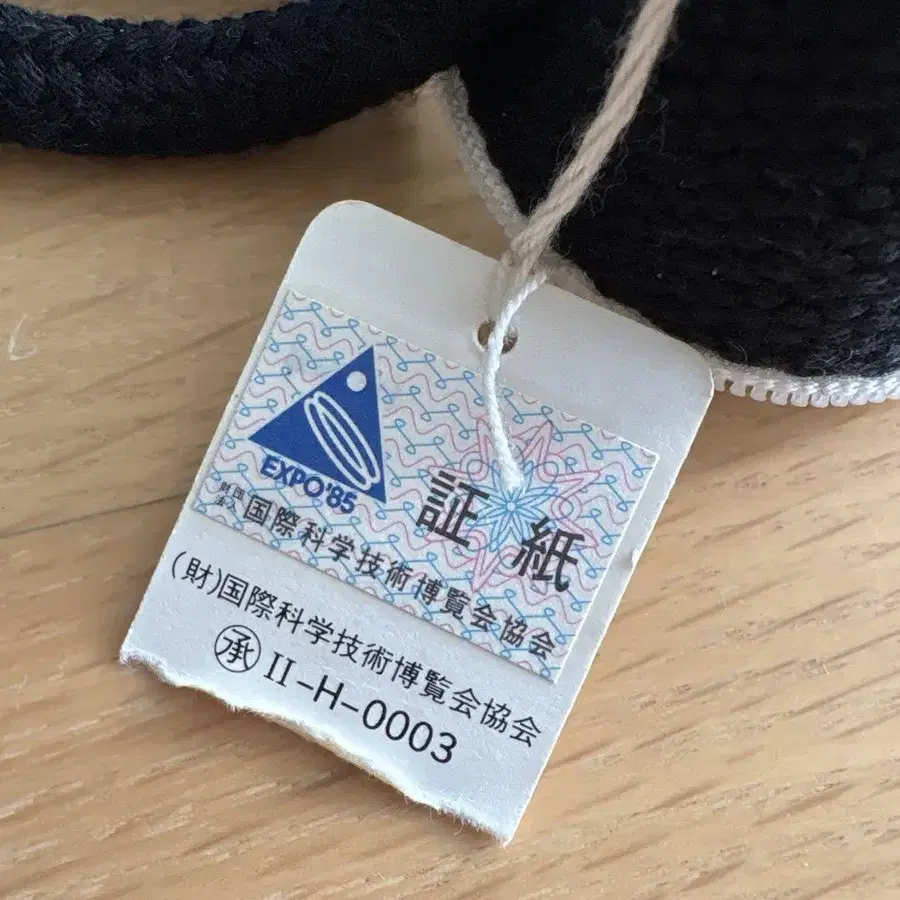 EXPO'85
証 紙
財団法人 国際科学技術博覧会協会
(財)国際科学技術博覧会協会
㊝ II-H-0003